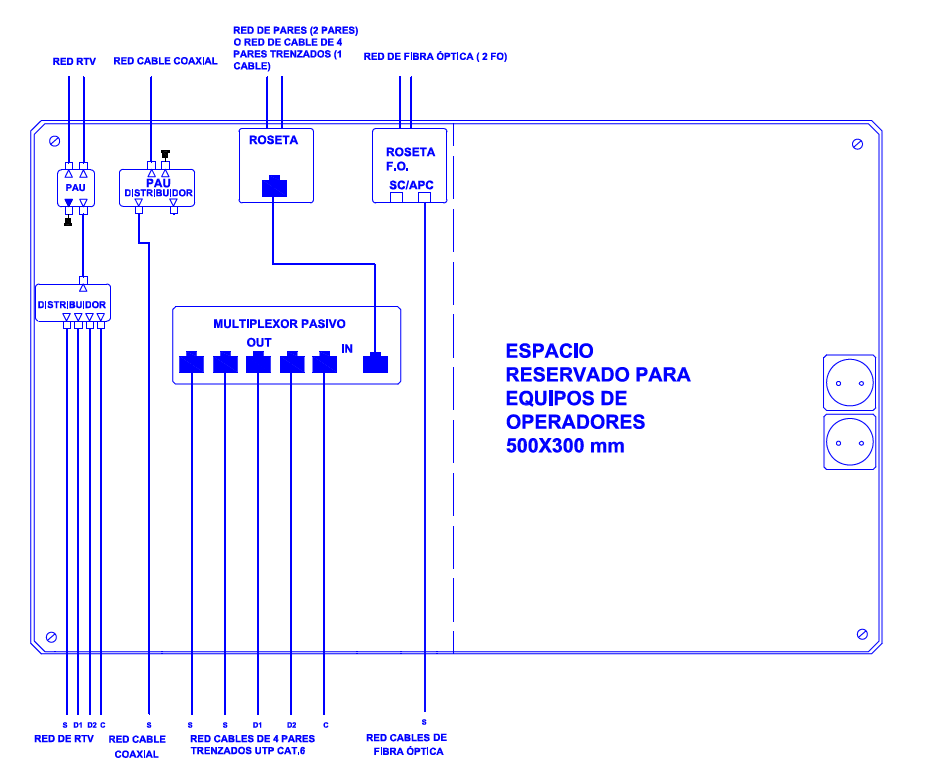 RED RTV
RED CABLE COAXIAL
RED DE PARES (2 PARES)
O RED DE CABLE DE 4
PARES TRENZADOS (1
CABLE)
RED DE FIBRA ÓPTICA ( 2 FO)
PAU
PAU
DISTRIBUIDOR
ROSETA
ROSETA
F.O.
SC/APC
DISTRIBUIDOR
MULTIPLEXOR PASIVO
OUT
IN
ESPACIO
RESERVADO PARA
EQUIPOS DE
OPERADORES
500X300 mm
S D1 D2 C
RED DE RTV
S
RED CABLE
COAXIAL
S S D1 D2 C
RED CABLES DE 4 PARES
TRENZADOS UTP CAT.6
S
RED CABLES DE
FIBRA ÓPTICA